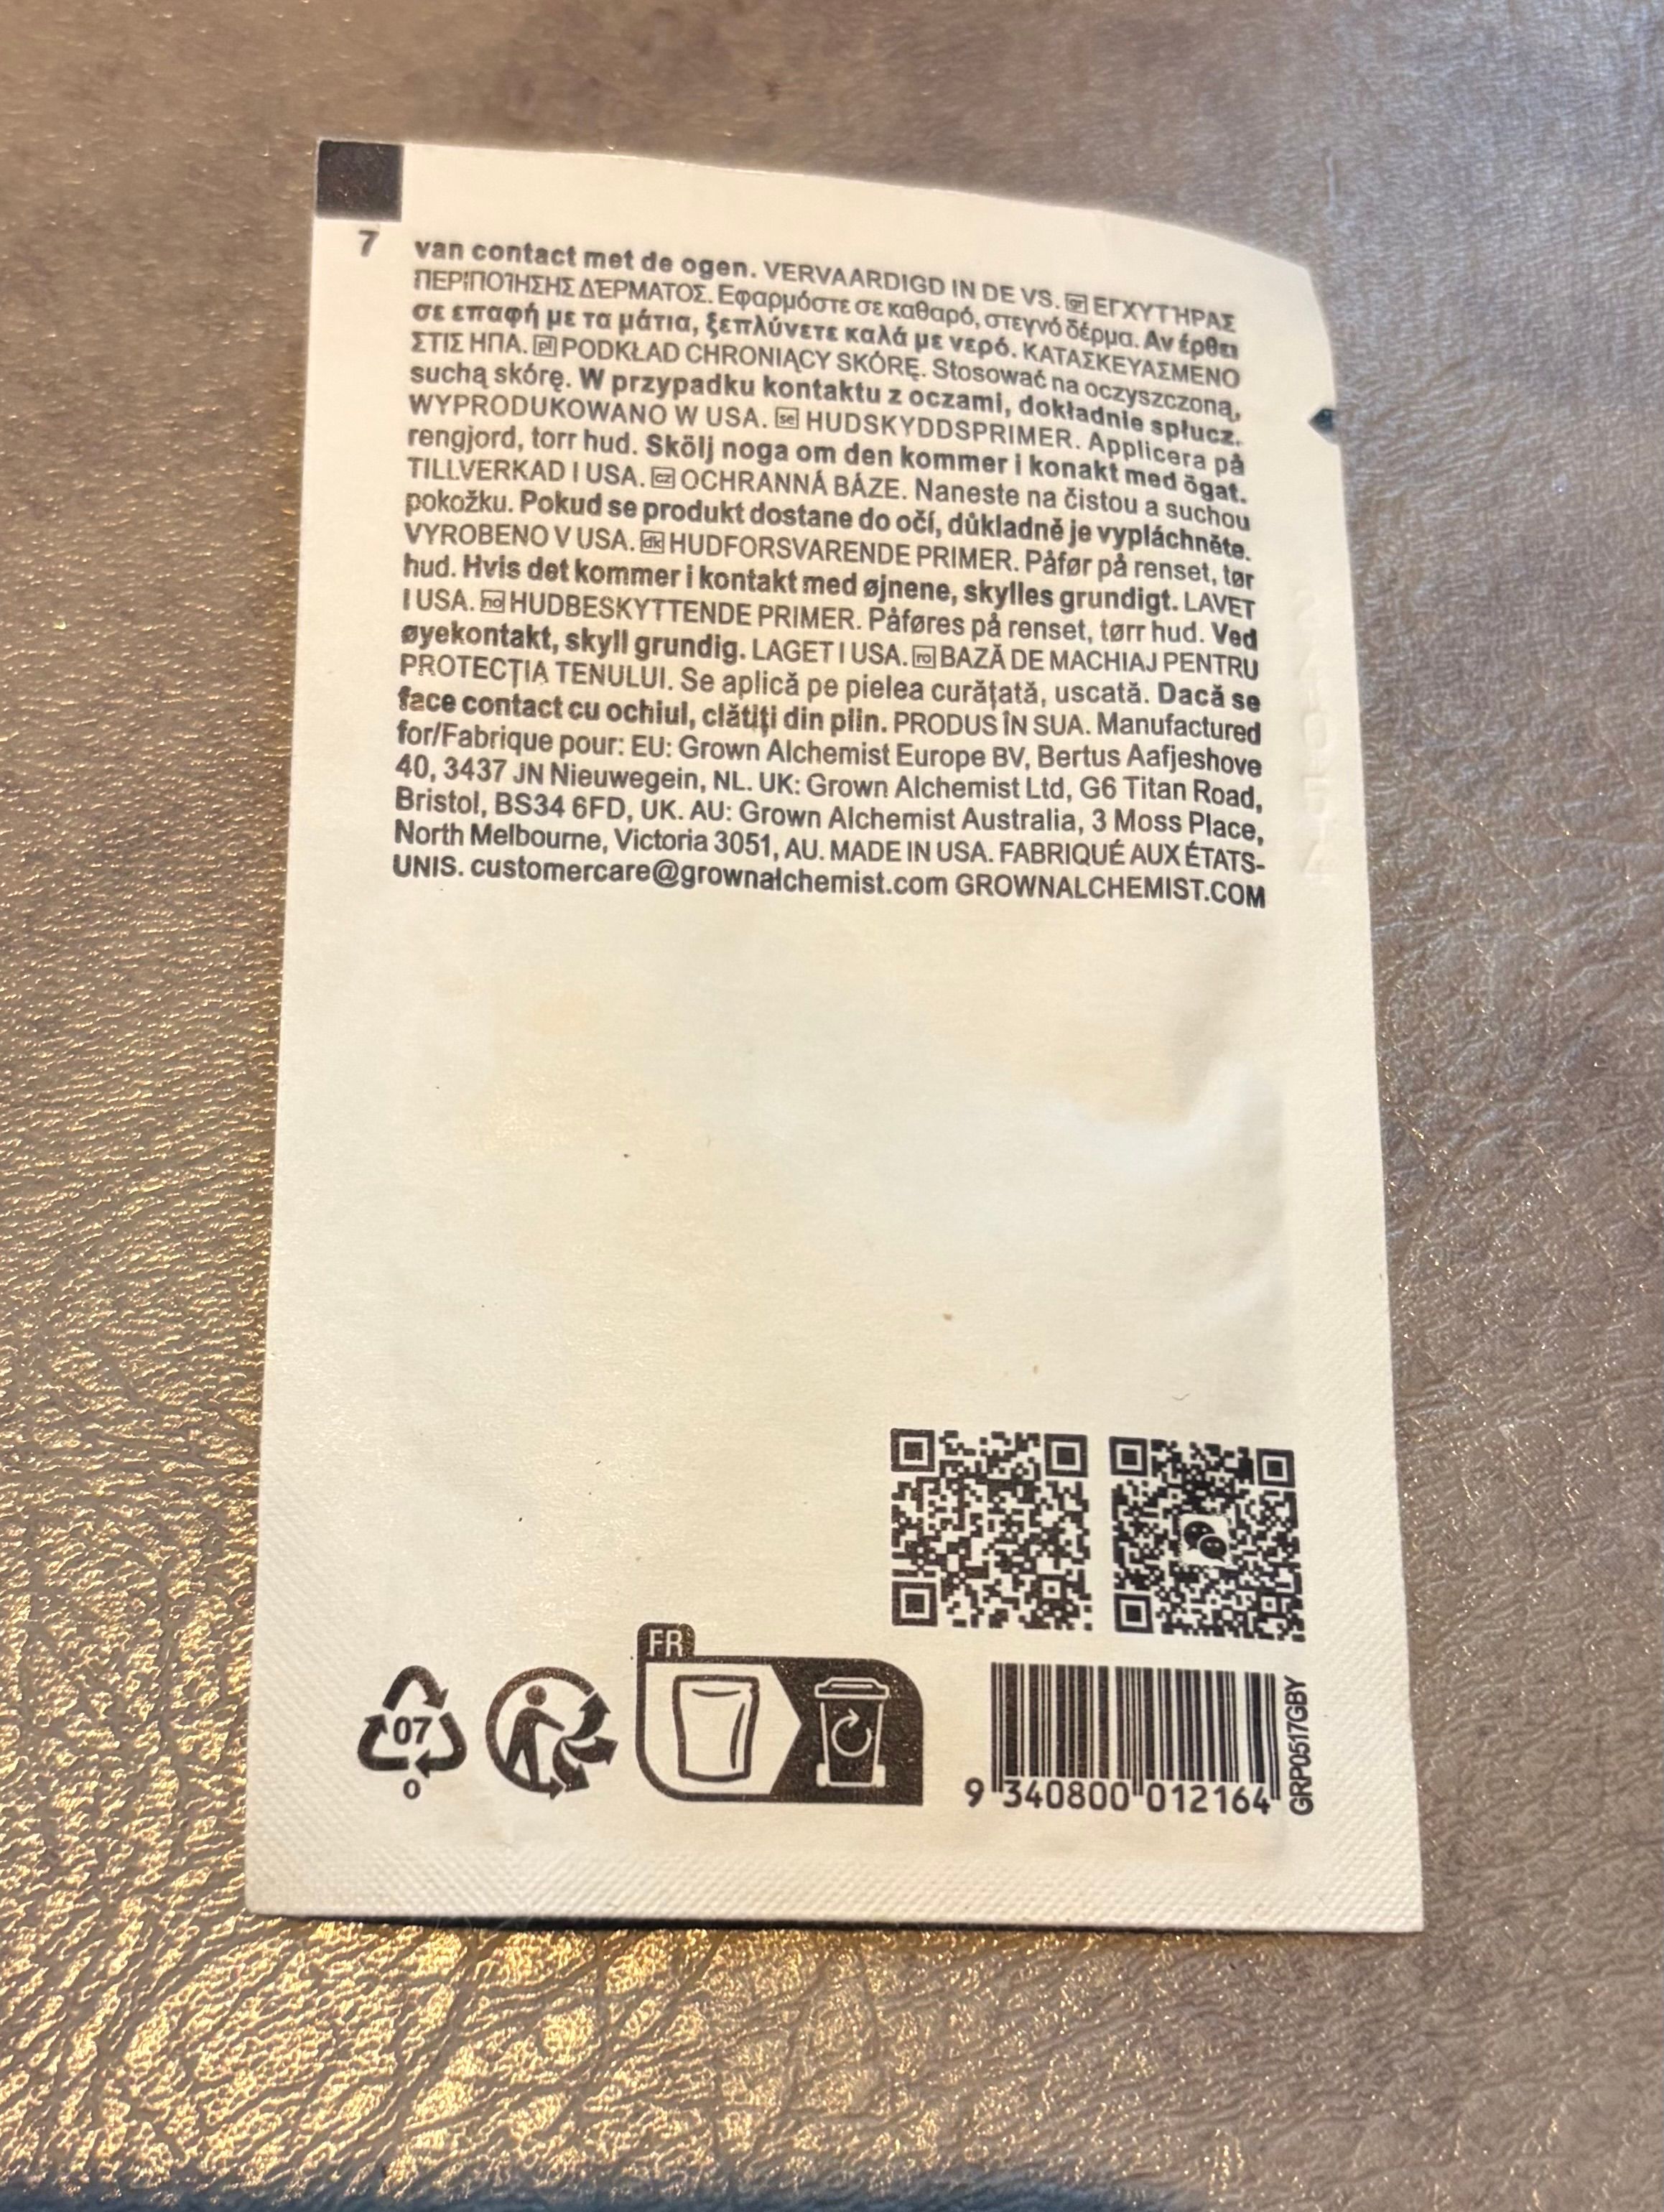 7
van contact met de ogen. VERVAARDIGD IN DE VS. gr ΕΓΧΥΤΉΡΑΣ
ΠΕΡΙΠΟΊΗΣΗΣ ΔΈΡΜΑΤΟΣ. Εφαρμόστε σε καθαρό, στεγνό δέρμα. Αν έρθει
σε επαφή με τα μάτια, ξεπλύνετε καλά με νερό. ΚΑΤΑΣΚΕΥΑΣΜΕΝΟ
ΣΤΙΣ ΗΠΑ. pl PODKŁAD CHRONIĄCY SKÓRĘ. Stosować na oczyszczoną,
suchą skórę. W przypadku kontaktu z oczami, dokładnie spłucz.
WYPRODUKOWANO W USA. se HUDSKYDDSPRIMER. Applicera på
rengjord, torr hud. Skölj noga om den kommer i konakt med ögat.
TILLVERKAD I USA. cz OCHRANNÁ BÁZE. Naneste na čistou a suchou
pokožku. Pokud se produkt dostane do očí, důkladně je vypláchněte.
VYROBENO V USA. dk HUDFORSVARENDE PRIMER. Påfør på renset, tør
hud. Hvis det kommer i kontakt med øjnene, skylles grundigt. LAVET
I USA. no HUDBESKYTTENDE PRIMER. Påføres på renset, tørr hud. Ved
øyekontakt, skyll grundig. LAGET I USA. ro BAZĂ DE MACHIAJ PENTRU
PROTECȚIA TENULUI. Se aplică pe pielea curățată, uscată. Dacă se
face contact cu ochiul, clătiți din plin. PRODUS ÎN SUA. Manufactured
for/Fabrique pour: EU: Grown Alchemist Europe BV, Bertus Aafjeshove
40, 3437 JN Nieuwegein, NL. UK: Grown Alchemist Ltd, G6 Titan Road,
Bristol, BS34 6FD, UK. AU: Grown Alchemist Australia, 3 Moss Place,
North Melbourne, Victoria 3051, AU. MADE IN USA. FABRIQUÉ AUX ÉTATS-
UNIS. customercare@grownalchemist.com GROWNALCHEMIST.COM
FR
07
O
9 340800 012164
GRP0517GBY